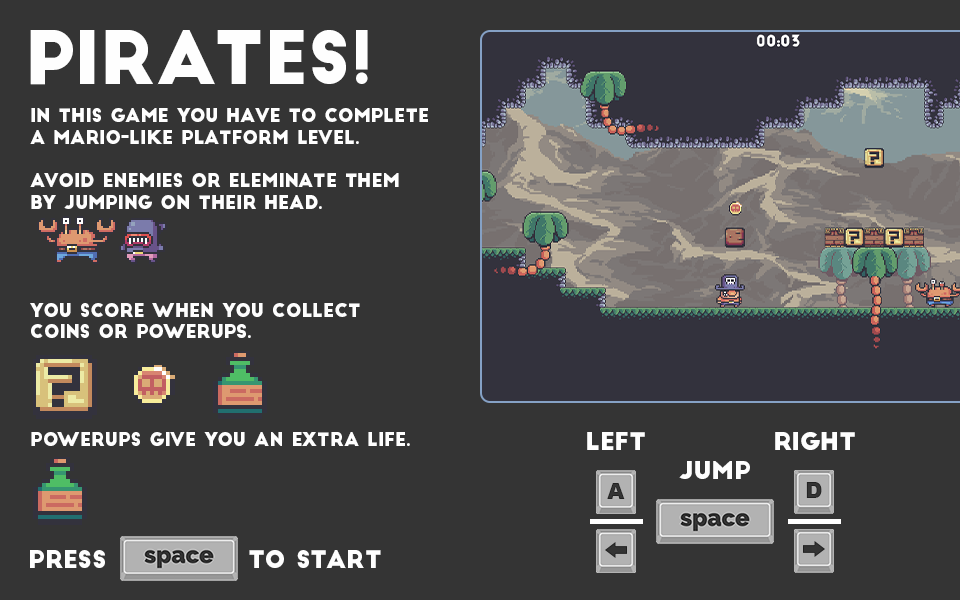 PIRATES!
IN THIS GAME YOU HAVE TO COMPLETE
A MARIO-LIKE PLATFORM LEVEL.
AVOID ENEMIES OR ELEMINATE THEM
BY JUMPING ON THEIR HEAD.
YOU SCORE WHEN YOU COLLECT
COINS OR POWERUPS.
?
POWERUPS GIVE YOU AN EXTRA LIFE.
PRESS space TO START
00:03
?
? ?
LEFT
RIGHT
JUMP
A
D
space